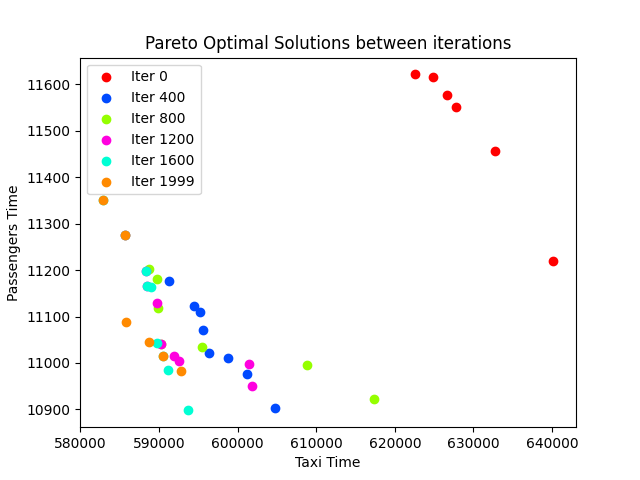 Pareto Optimal Solutions between iterations
Iter 0
Iter 400
Iter 800
Iter 1200
Iter 1600
Iter 1999
11600
11500
11400
11300
11200
11100
11000
10900
Passengers Time
580000 590000 600000 610000 620000 630000 640000
Taxi Time